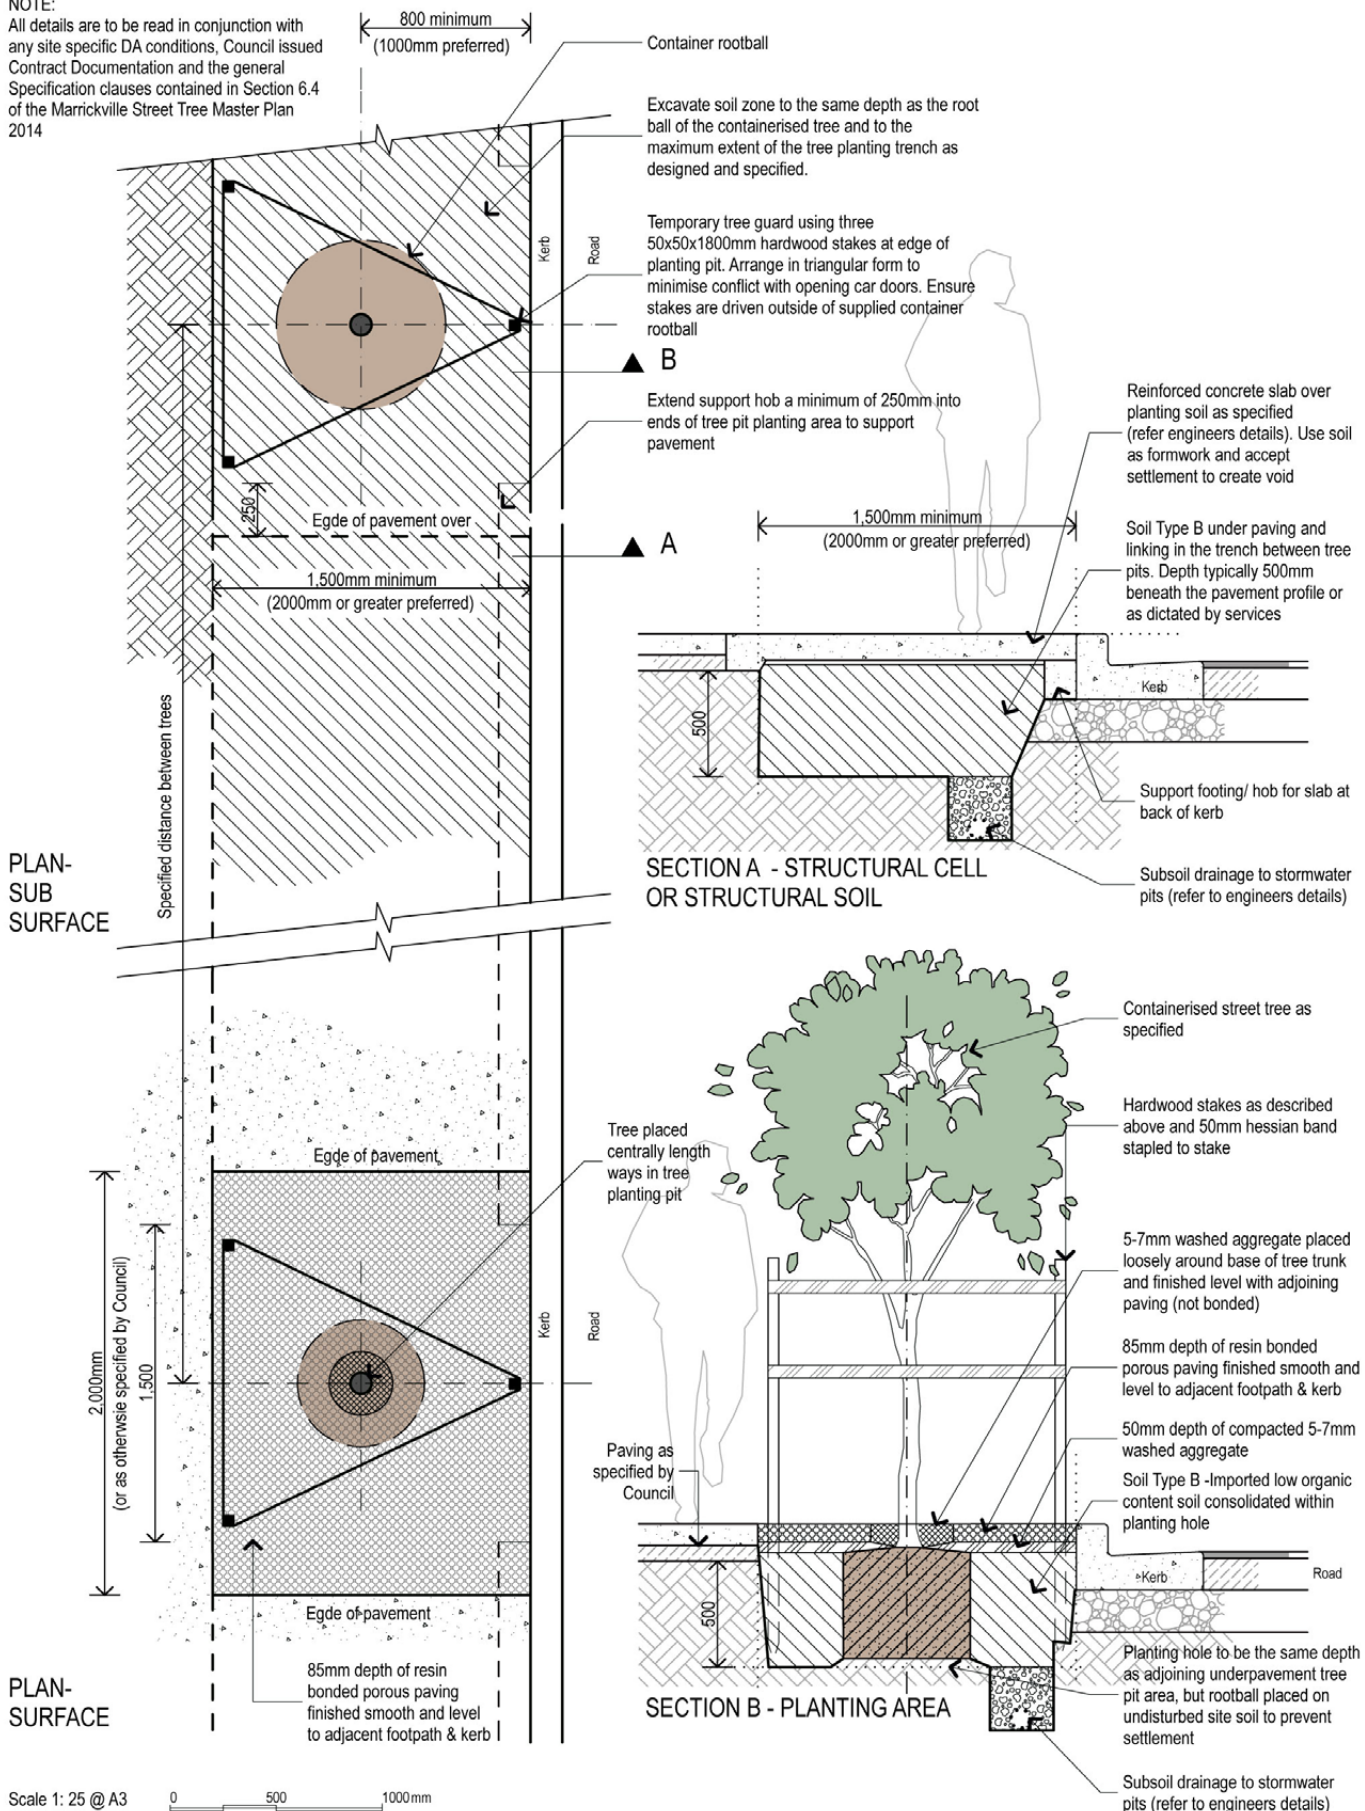 NOTE:
All details are to be read in conjunction with
any site specific DA conditions, Council issued
Contract Documentation and the general
Specification clauses contained in Section 6.4
of the Marrickville Street Tree Master Plan
2014
800 minimum
(1000mm preferred)
Container rootball
Excavate soil zone to the same depth as the root
ball of the containerised tree and to the
maximum extent of the tree planting trench as
designed and specified.
Temporary tree guard using three
50x50x1800mm hardwood stakes at edge of
planting pit. Arrange in triangular form to
minimise conflict with opening car doors. Ensure
stakes are driven outside of supplied container
rootball
Kerb
Road
B
Extend support hob a minimum of 250mm into
ends of tree pit planting area to support
pavement
250
Egde of pavement over
A
1,500mm minimum
(2000mm or greater preferred)
Specified distance between trees
PLAN-
SUB
SURFACE
Reinforced concrete slab over
planting soil as specified
(refer engineers details). Use soil
as formwork and accept
settlement to create void
1,500mm minimum
(2000mm or greater preferred)
Soil Type B under paving and
linking in the trench between tree
pits. Depth typically 500mm
beneath the pavement profile or
as dictated by services
Kerb
500
Support footing/ hob for slab at
back of kerb
Subsoil drainage to stormwater
pits (refer to engineers details)
SECTION A - STRUCTURAL CELL
OR STRUCTURAL SOIL
Containerised street tree as
specified
Hardwood stakes as described
above and 50mm hessian band
stapled to stake
Tree placed
centrally length
ways in tree
planting pit
Egde of pavement
5-7mm washed aggregate placed
loosely around base of tree trunk
and finished level with adjoining
paving (not bonded)
85mm depth of resin bonded
porous paving finished smooth and
level to adjacent footpath & kerb
Kerb
Road
2,000mm
(or as otherwsie specified by Council)
1,500
50mm depth of compacted 5-7mm
washed aggregate
Paving as
specified by
Council
Soil Type B -Imported low organic
content soil consolidated within
planting hole
Kerb
Road
500
Egde of pavement
85mm depth of resin
bonded porous paving
finished smooth and level
to adjacent footpath & kerb
PLAN-
SURFACE
SECTION B - PLANTING AREA
Planting hole to be the same depth
as adjoining underpavement tree
pit area, but rootball placed on
undisturbed site soil to prevent
settlement
Subsoil drainage to stormwater
pits (refer to engineers details)
Scale 1: 25 @ A3
0 500 1000mm